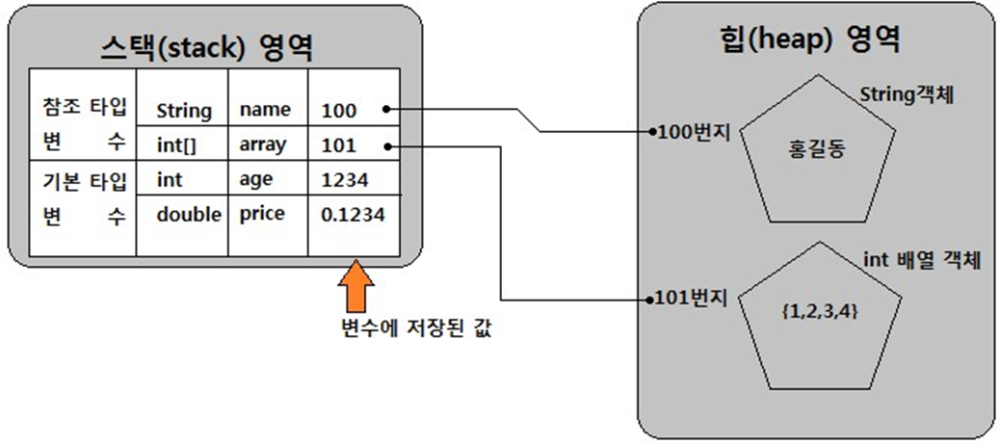 스택(stack) 영역
참조 타입
변 수
String name 100
int[] array 101
기본 타입
변 수
int age 1234
double price 0.1234
변수에 저장된 값
힙(heap) 영역
String객체
100번지
홍길동
int 배열 객체
101번지
{1,2,3,4}